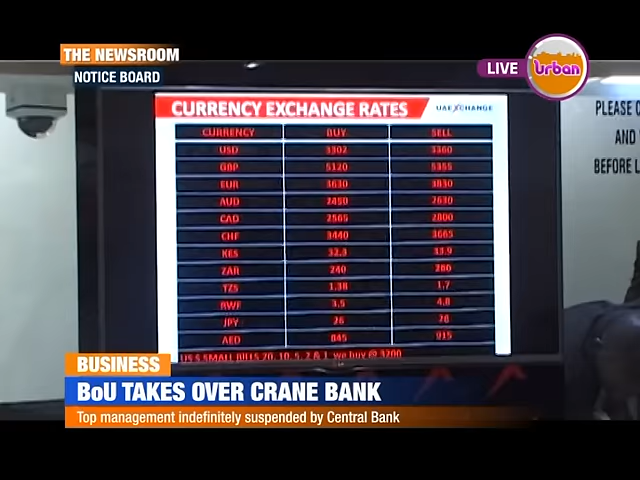 THE NEWSROOM
NOTICE BOARD
LIVE
urban
CURRENCY EXCHANGE RATES
UAE XCHANGE
CURRENCY BUY SELL
USD 3302 3360
GBP 5120 5355
EUR 3630 3830
AUD 2450 2630
CAD 2565 2800
CHF 3440 3665
KES 32.3 33.9
ZAR 240 260
TZS 1.38 1.7
RWF 3.5 4.8
JPY 26 28
AED 845 915
US $ SMALL BILLS 20, 10, 5, 2 & 1 we buy @ 3200
PLEASE
AND
BEFORE
BUSINESS
BoU TAKES OVER CRANE BANK
Top management indefinitely suspended by Central Bank